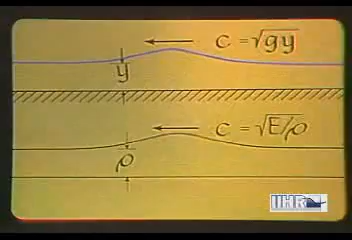 c = √gy
y
c = √E/ρ
ρ
IIHR